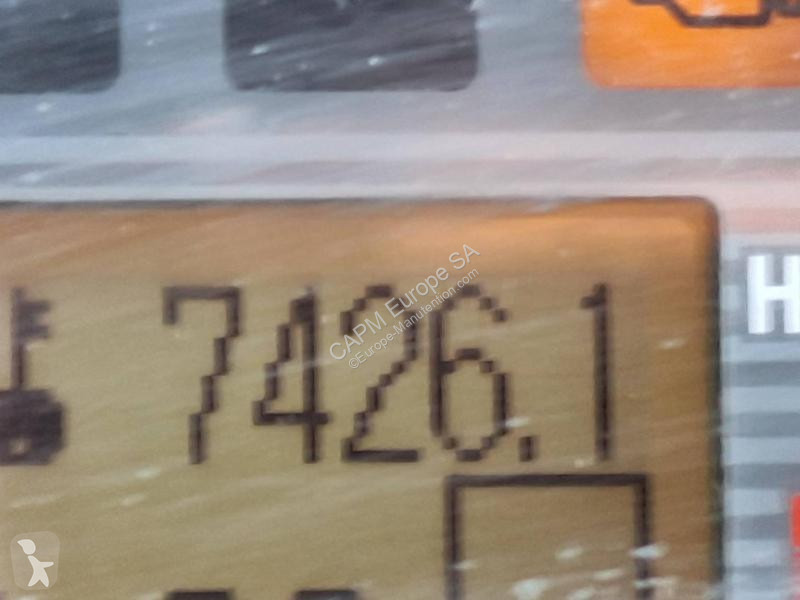 H
7426.1
CAPM Europe SA
©Europe-Manutention.com